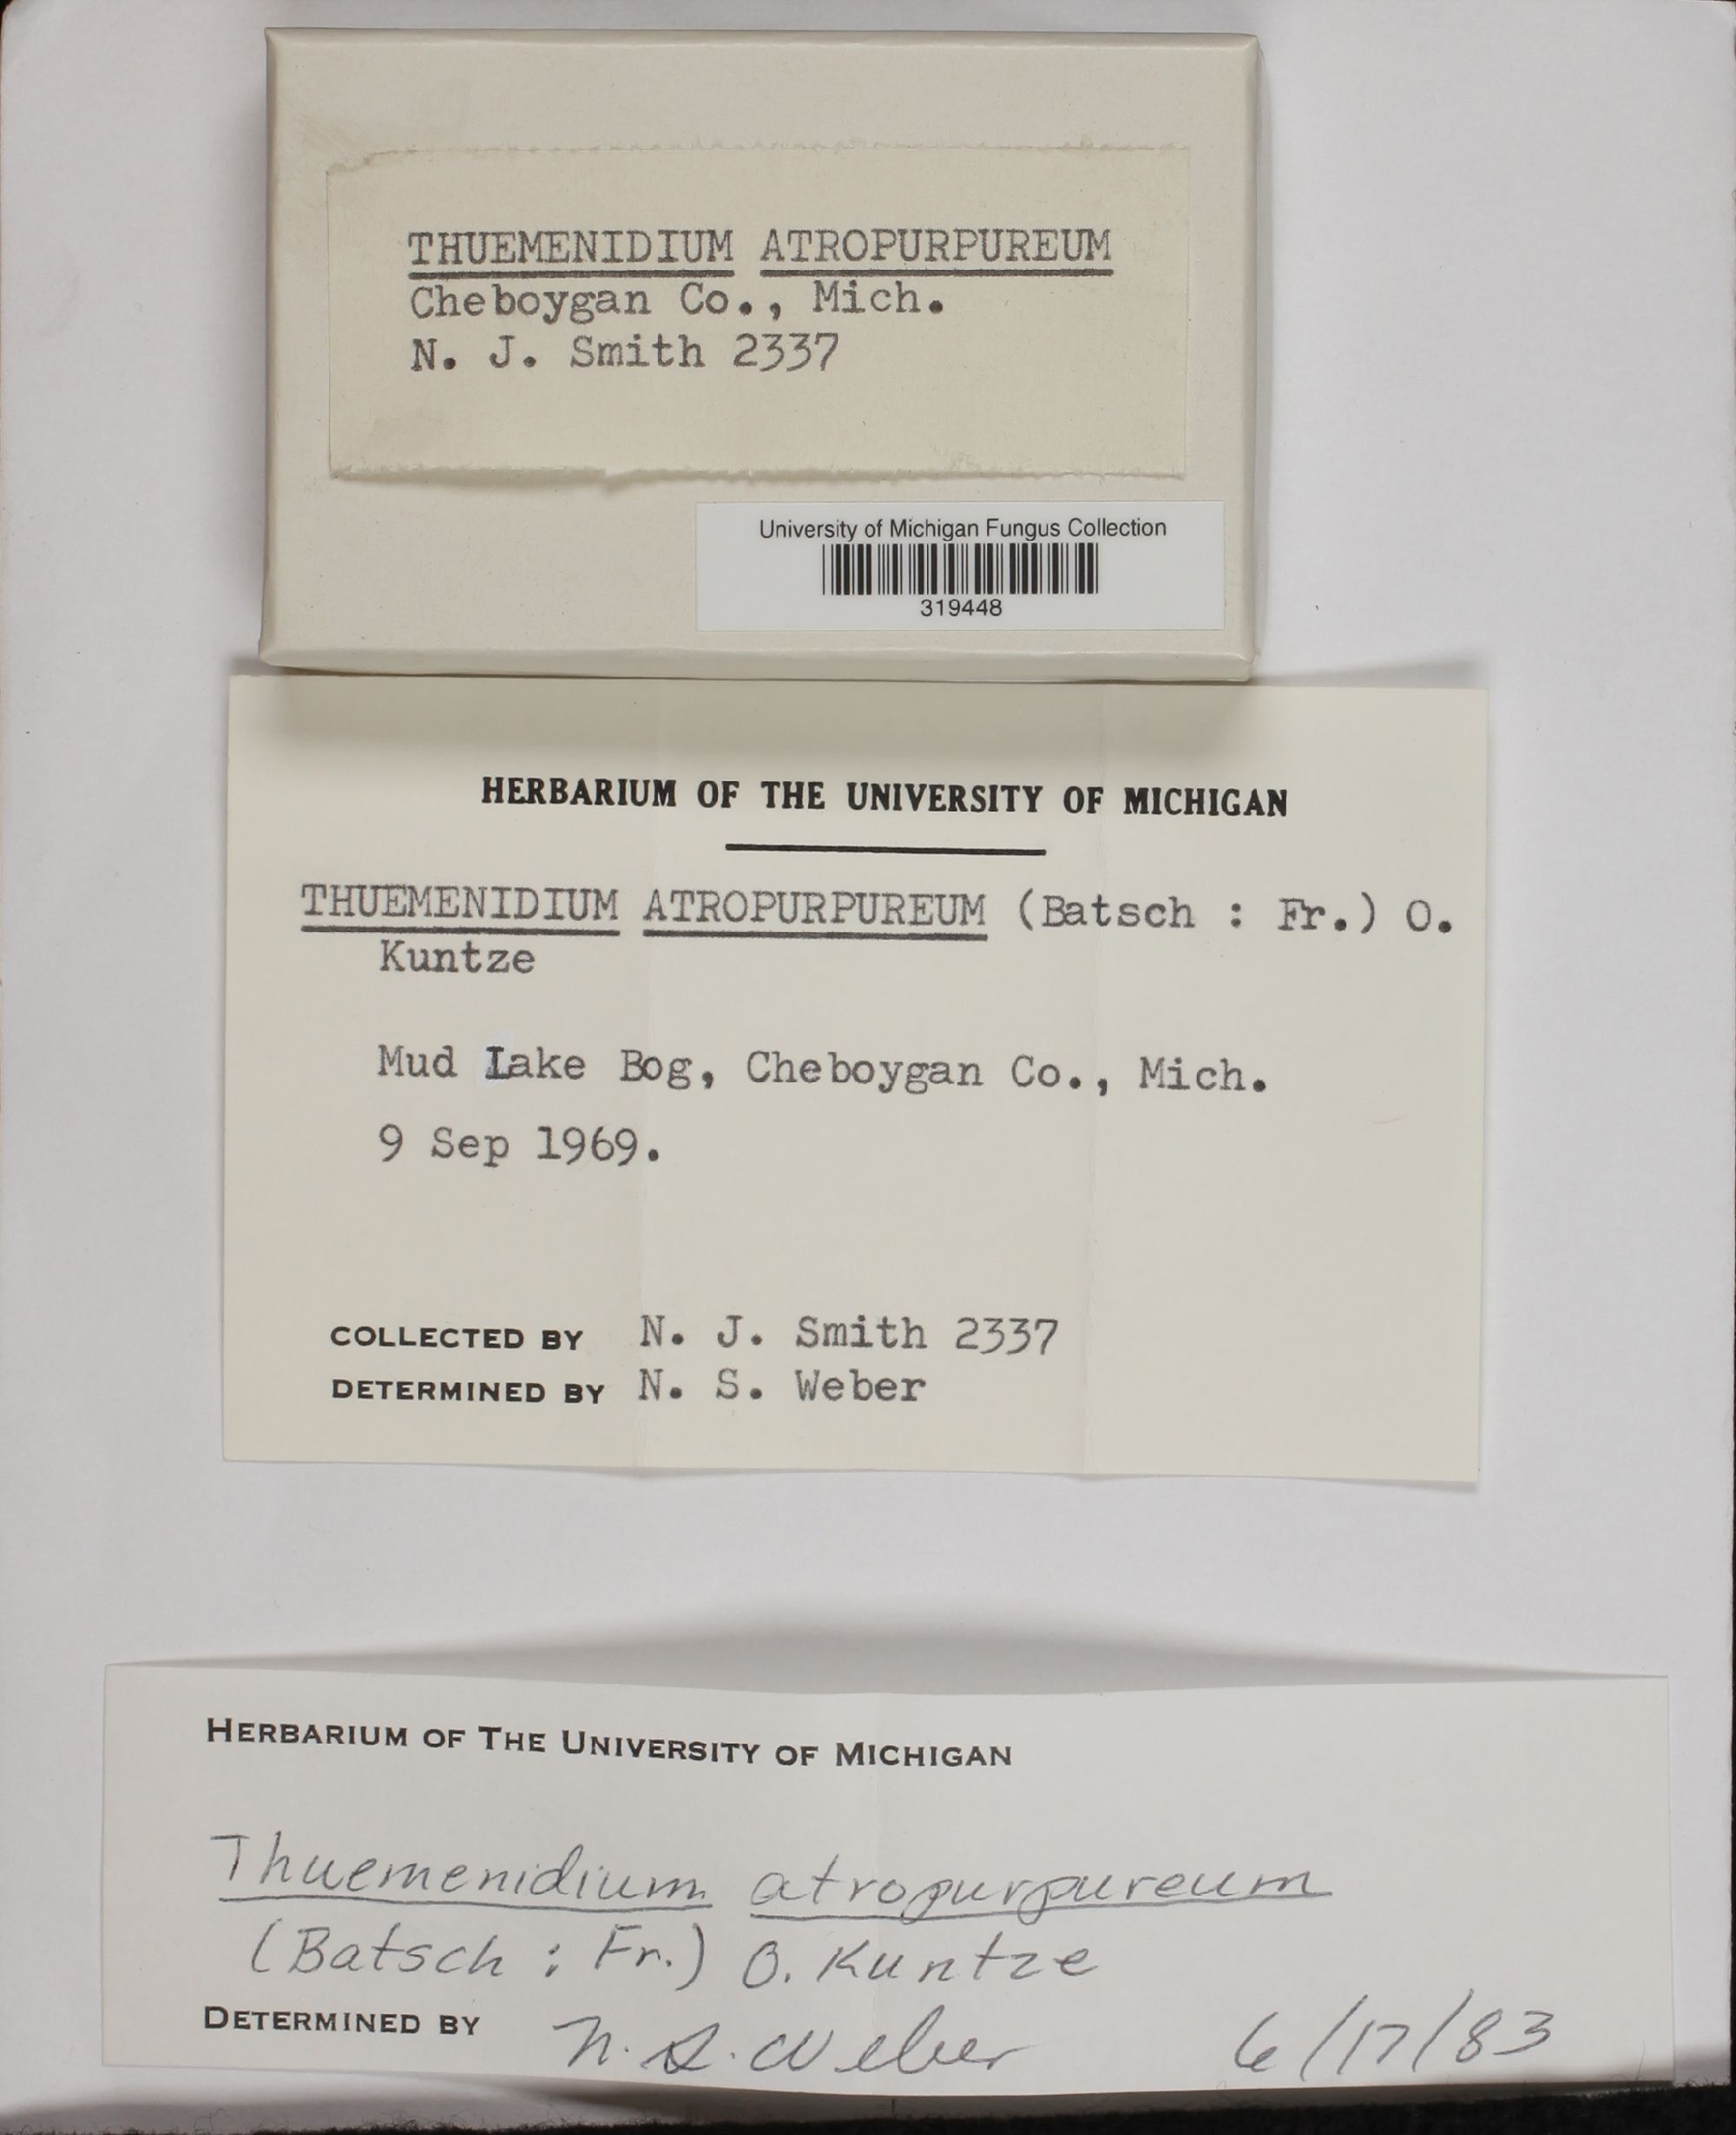 THUEMENIDIUM ATROPURPUREUM
Cheboygan Co., Mich.
N. J. Smith 2337
University of Michigan Fungus Collection
319448
HERBARIUM OF THE UNIVERSITY OF MICHIGAN
THUEMENIDIUM ATROPURPUREUM (Batsch : Fr.) O.
Kuntze
Mud Lake Bog, Cheboygan Co., Mich.
9 Sep 1969.
COLLECTED BY N. J. Smith 2337
DETERMINED BY N. S. Weber
HERBARIUM OF THE UNIVERSITY OF MICHIGAN
Thuemenidium atropurpureum
(Batsch : Fr.) O. Kuntze
DETERMINED BY N. S. Weber 6/17/83